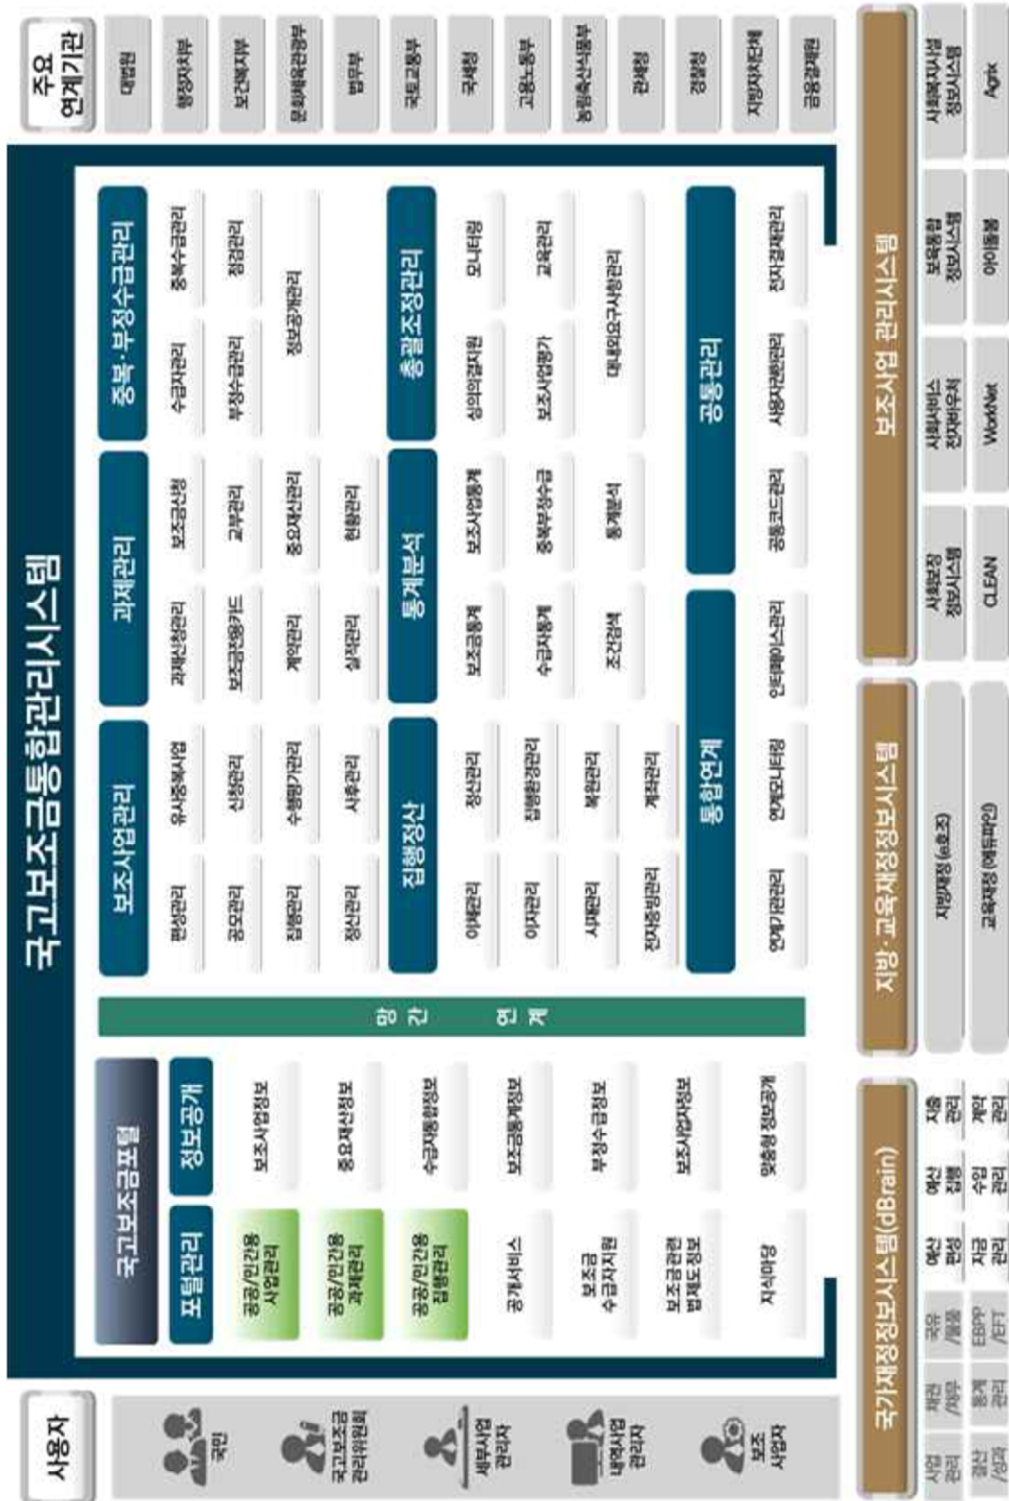 국고보조금통합관리시스템
사용자
국민
국고보조금
관리위원회
세부사업
관리자
내역사업
관리자
보조
사업자
국고보조금포털
포털관리
정보공개
공공/민간용
사업관리
보조사업정보
공공/민간용
과제관리
중요재산정보
공공/민간용
집행관리
수급자통합정보
공개서비스
보조금통계정보
보조금
수급자지원
부정수급정보
보조금관련
법제도 정보
보조사업자정보
지식마당
맞춤형 정보공개
망간 연계
보조사업관리
편성관리
유사중복사업
공모관리
신청관리
집행관리
수행평가관리
정산관리
사후관리
과제관리
과제신청관리
보조금신청
보조금전용카드
교부관리
계약관리
중요재산관리
실적관리
현황관리
중복·부정수급관리
수급자관리
중복수급관리
부정수급관리
점검관리
정보공개관리
집행정산
이체관리
정산관리
이자관리
집행환경관리
시재관리
복원관리
전자증빙관리
계좌관리
통계분석
보조금통계
보조사업통계
수급자통계
중복부정수급
조건검색
통계분석
총괄조정관리
심의의결지원
모니터링
보조사업평가
교육관리
대내외요구사항관리
통합연계
연계기관관리
연계모니터링
인터페이스관리
공통관리
공통코드관리
사용자권한관리
전자결재관리
주요
연계기관
대법원
행정자치부
보건복지부
문화체육관광부
법무부
국토교통부
국세청
고용노동부
농림축산식품부
관세청
경찰청
지방자치단체
금융결제원
국가재정정보시스템(dBrain)
사업
관리
채권
/채무
국유
/물품
예산
편성
예산
집행
지출
관리
결산
/성과
통계
관리
EBPP
/EFT
자금
관리
수입
관리
계약
관리
지방·교육재정정보시스템
지방재정 (e호조)
교육재정 (에듀파인)
보조사업 관리시스템
사회보장
정보시스템
사회서비스
전자바우처
보육통합
정보시스템
사회복지시설
정보시스템
CLEAN
WorkNet
아이돌봄
Agrix